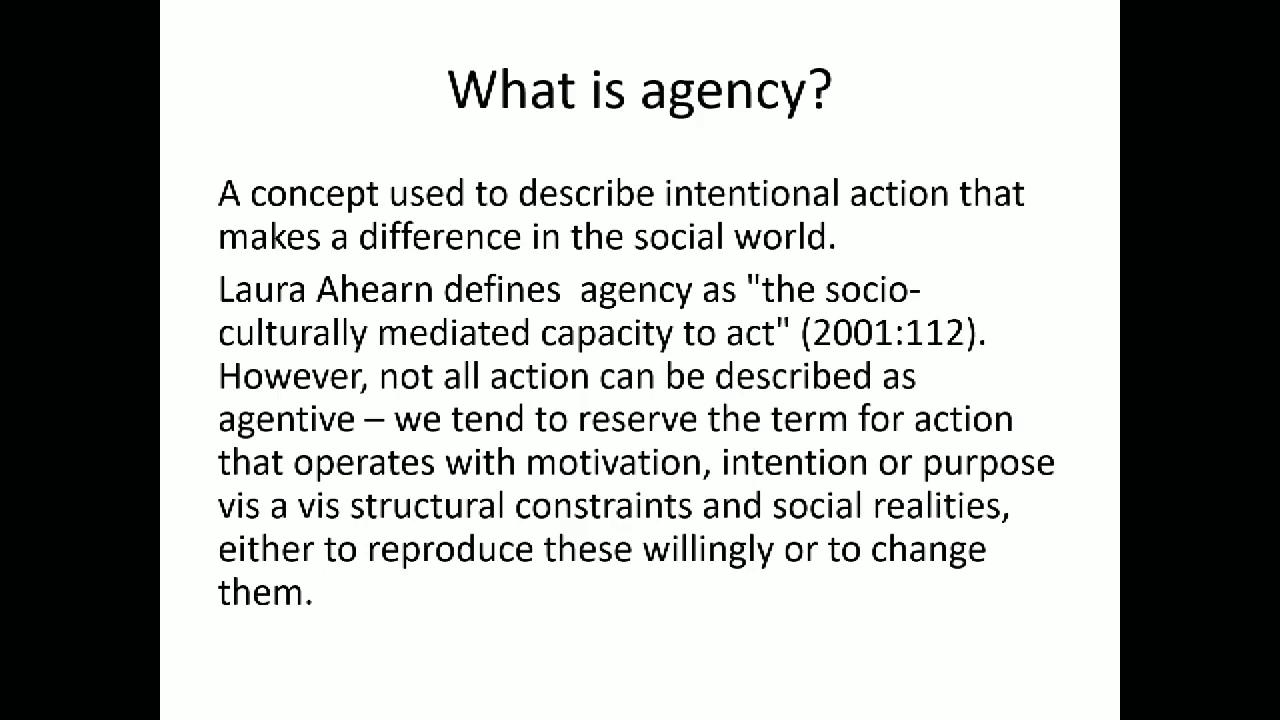 What is agency?
A concept used to describe intentional action that
makes a difference in the social world.
Laura Ahearn defines  agency as "the socio-
culturally mediated capacity to act" (2001:112).
However, not all action can be described as
agentive – we tend to reserve the term for action
that operates with motivation, intention or purpose
vis a vis structural constraints and social realities,
either to reproduce these willingly or to change
them.